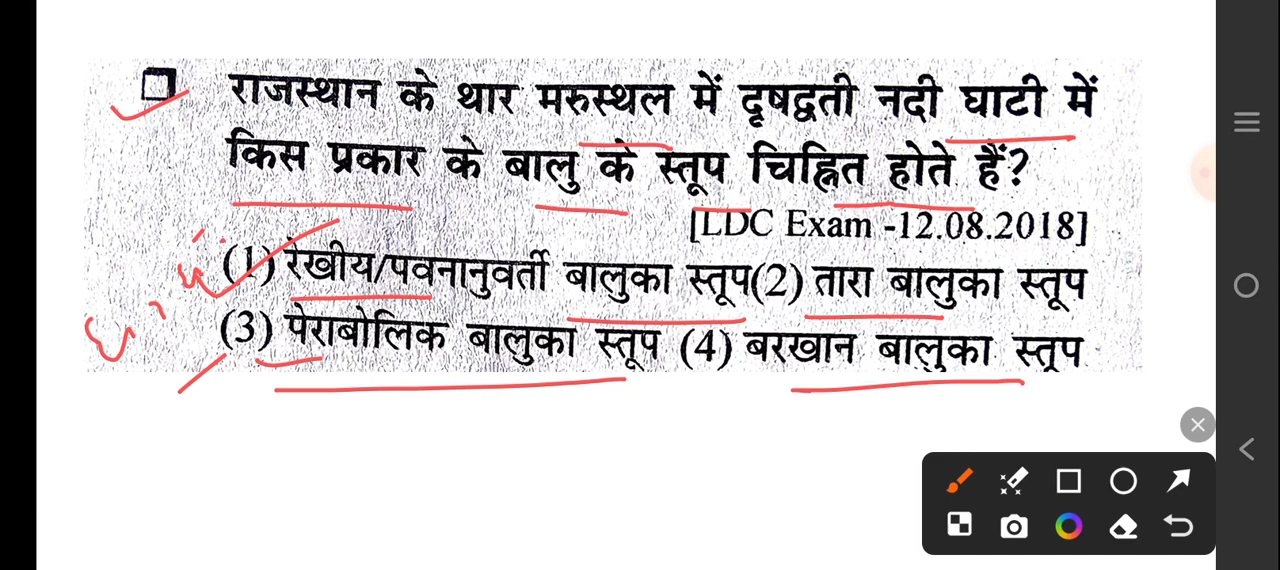 राजस्थान के थार मरुस्थल में दृषद्वती नदी घाटी में
किस प्रकार के बालु के स्तूप चिह्नित होते हैं?
[LDC Exam -12.08.2018]
(1) रेखीय/पवनानुवर्ती बालुका स्तूप(2) तारा बालुका स्तूप
(3) पेराबोलिक बालुका स्तूप (4) बरखान बालुका स्तूप